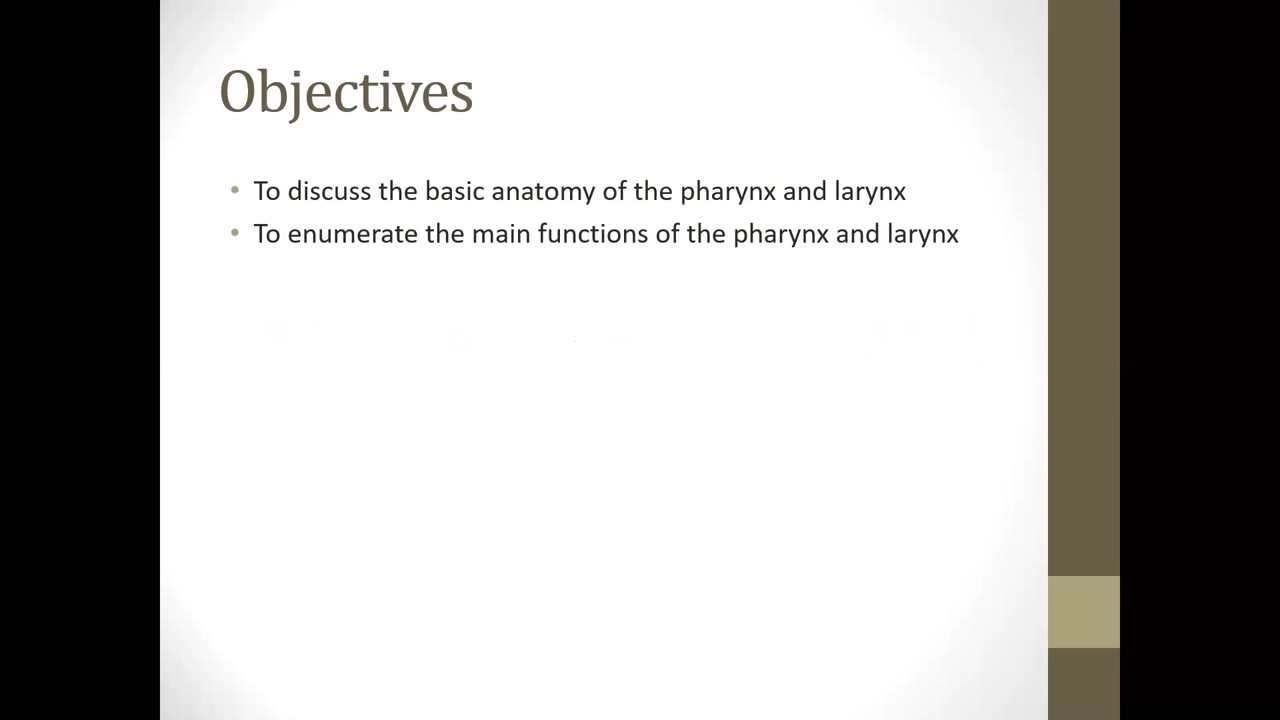 Objectives
• To discuss the basic anatomy of the pharynx and larynx
• To enumerate the main functions of the pharynx and larynx